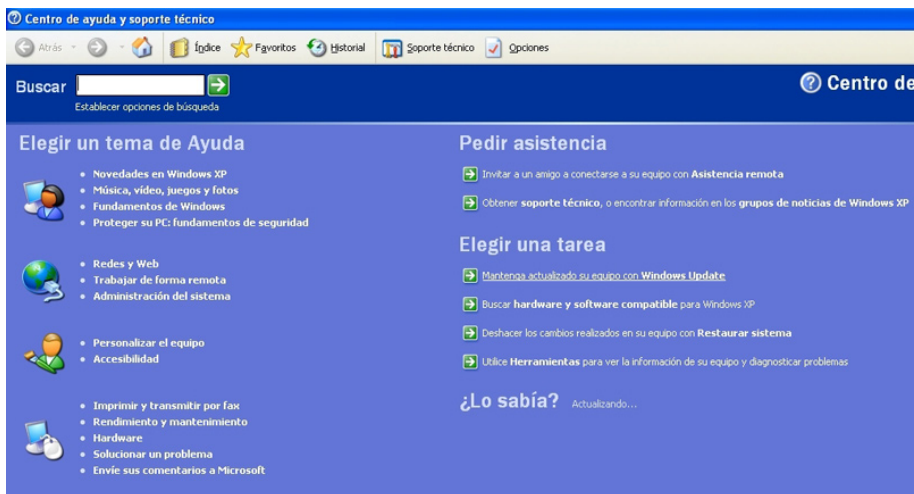 Centro de ayuda y soporte técnico
Atrás
Índice
Favoritos
Historial
Soporte técnico
Opciones
Buscar
Establecer opciones de búsqueda
Centro de
Elegir un tema de Ayuda
Novedades en Windows XP
Música, vídeo, juegos y fotos
Fundamentos de Windows
Proteger su PC: fundamentos de seguridad
Redes y Web
Trabajar de forma remota
Administración del sistema
Personalizar el equipo
Accesibilidad
Imprimir y transmitir por fax
Rendimiento y mantenimiento
Hardware
Solucionar un problema
Envíe sus comentarios a Microsoft
Pedir asistencia
Invitar a un amigo a conectarse a su equipo con Asistencia remota
Obtener soporte técnico, o encontrar información en los grupos de noticias de Windows XP
Elegir una tarea
Mantenga actualizado su equipo con Windows Update
Buscar hardware y software compatible para Windows XP
Deshacer los cambios realizados en su equipo con Restaurar sistema
Utilice Herramientas para ver la información de su equipo y diagnosticar problemas
¿Lo sabía? Actualizando...